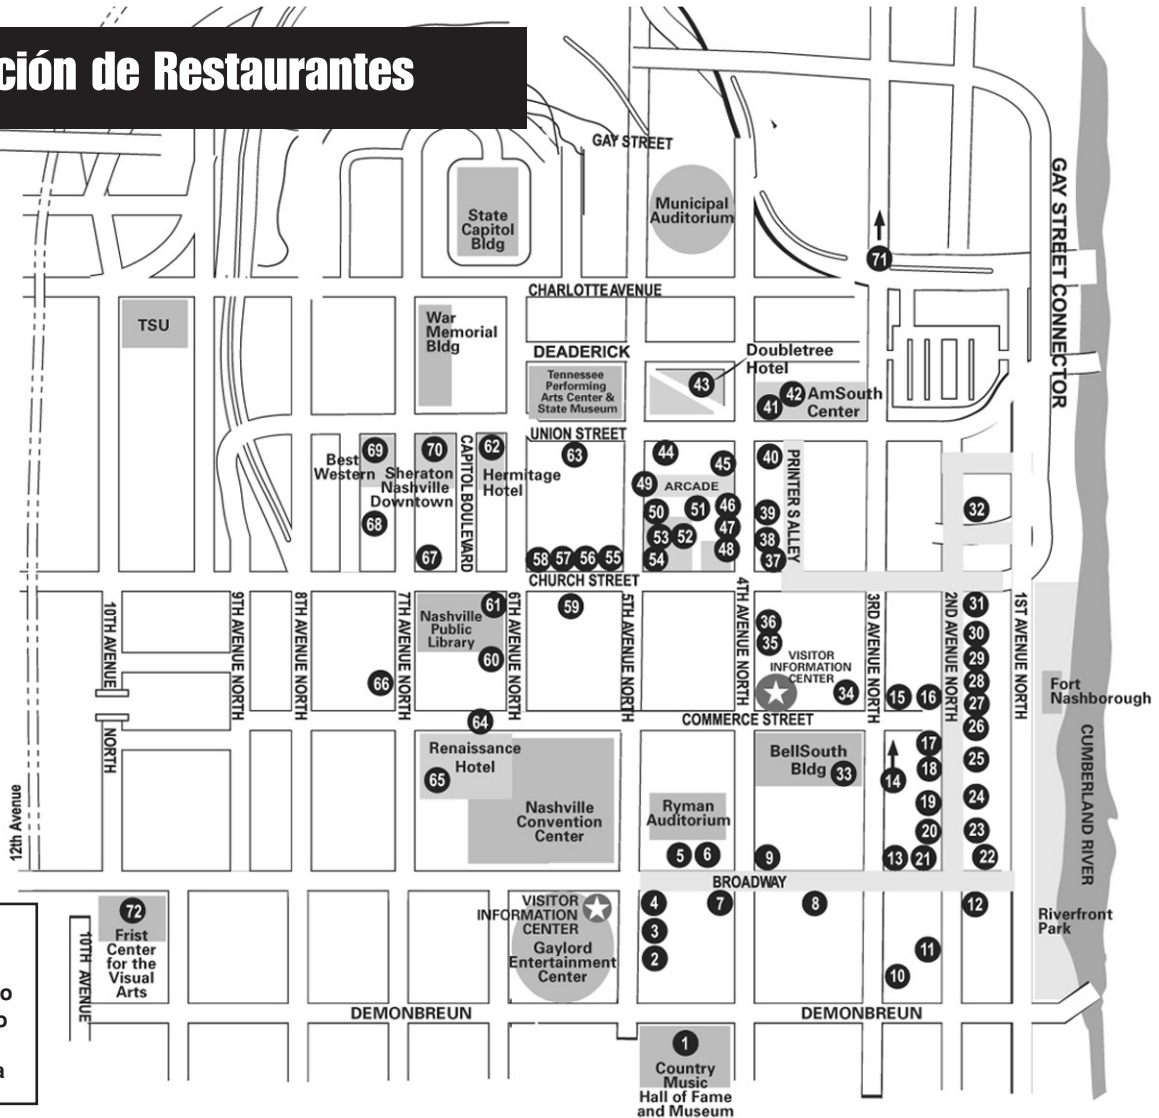 ción de Restaurantes
GAY STREET
State
Capitol
Bldg
Municipal
Auditorium
71
GAY STREET CONNECTOR
CHARLOTTE AVENUE
TSU
War
Memorial
Bldg
DEADERICK
Doubletree
Hotel
Tennessee
Performing
Arts Center &
State Museum
43
42
AmSouth
Center
41
UNION STREET
69
70
62
63
44
45
40
Best
Western
Sheraton
Nashville
Downtown
CAPITOL BOULEVARD
Hermitage
Hotel
49
ARCADE
PRINTERS ALLEY
50
51
46
39
32
68
53
52
47
38
67
58
57
56
55
54
48
37
CHURCH STREET
10TH AVENUE
NORTH
9TH AVENUE NORTH
8TH AVENUE NORTH
7TH AVENUE NORTH
Nashville
Public
Library
61
60
6TH AVENUE NORTH
59
5TH AVENUE NORTH
4TH AVENUE NORTH
36
35
VISITOR
INFORMATION
CENTER
34
3RD AVENUE NORTH
2ND AVENUE NORTH
31
30
29
28
27
26
1ST AVENUE NORTH
15
16
Fort
Nashborough
66
64
COMMERCE STREET
Renaissance
Hotel
65
Nashville
Convention
Center
BellSouth
Bldg
33
17
14
18
25
CUMBERLAND RIVER
12th Avenue
Ryman
Auditorium
19
24
20
23
5
6
9
13
21
22
BROADWAY
72
Frist
Center
for the
Visual
Arts
VISITOR
INFORMATION
CENTER
Gaylord
Entertainment
Center
4
7
8
12
3
2
11
10
Riverfront
Park
10TH AVENUE
o
o
a
DEMONBREUN
DEMONBREUN
1
Country
Music
Hall of Fame
and Museum